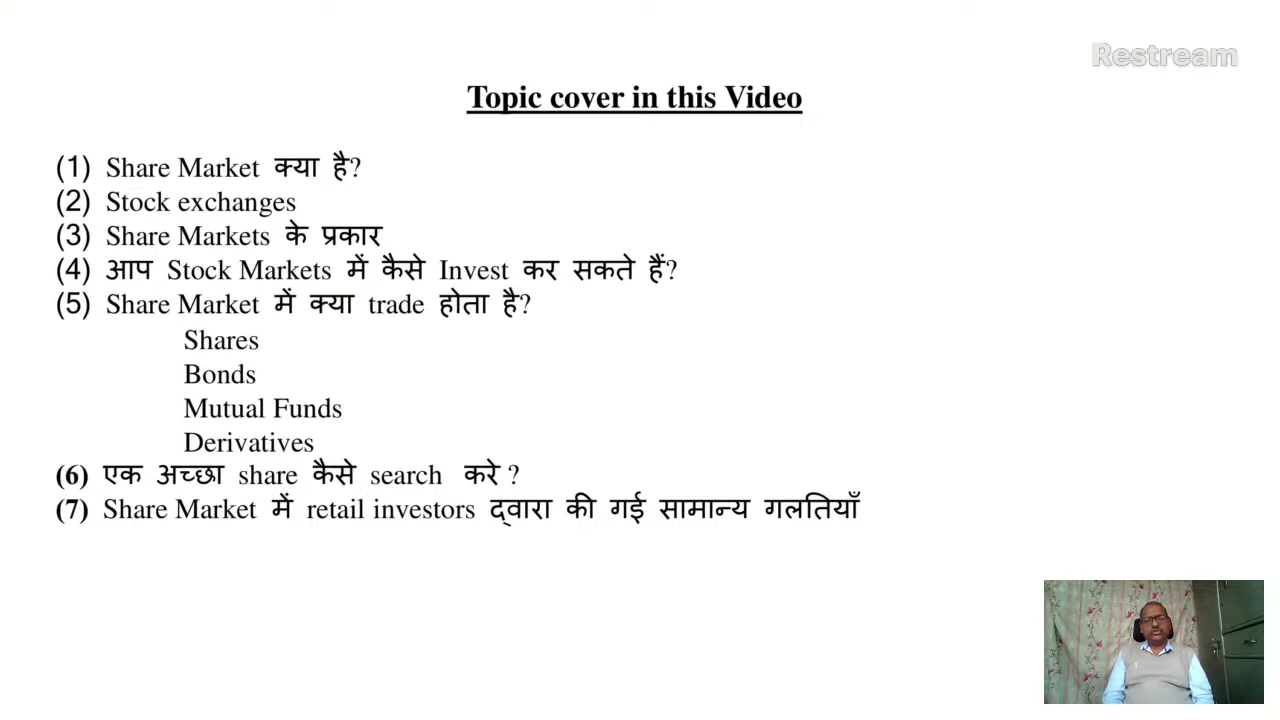 Restream
Topic cover in this Video
(1) Share Market क्या है?
(2) Stock exchanges
(3) Share Markets के प्रकार
(4) आप Stock Markets में कैसे Invest कर सकते हैं?
(5) Share Market में क्या trade होता है?
Shares
Bonds
Mutual Funds
Derivatives
(6) एक अच्छा share कैसे search करे ?
(7) Share Market में retail investors द्वारा की गई सामान्य गलतियाँ